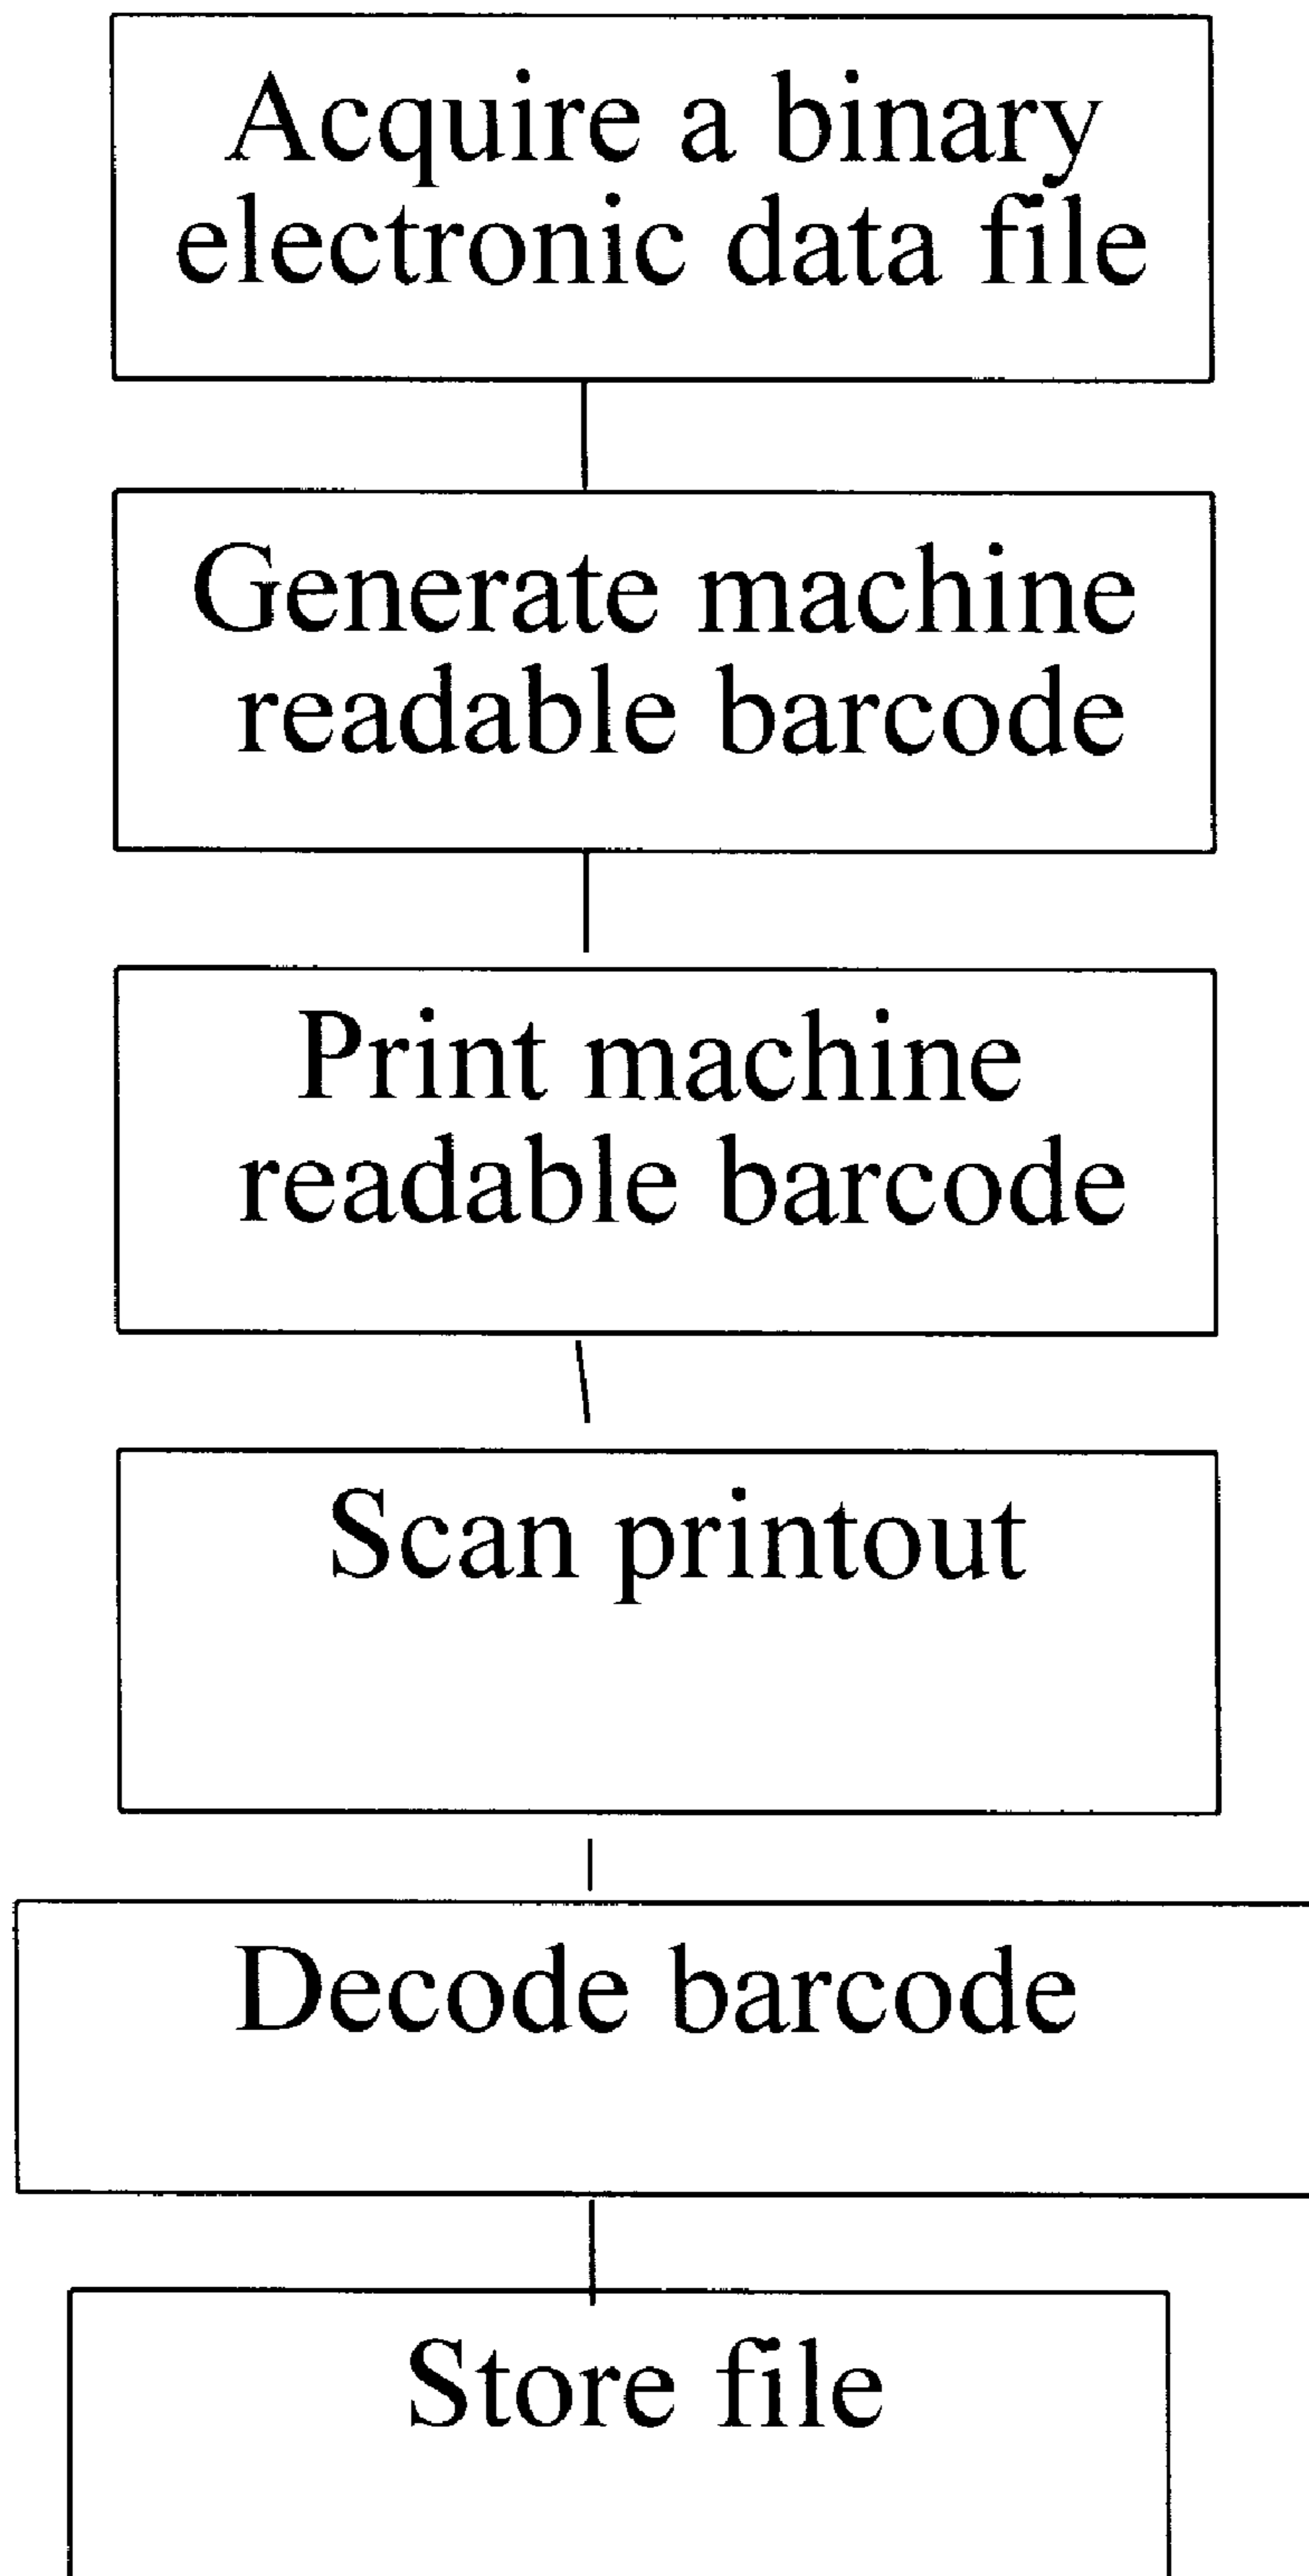 Acquire a binary
electronic data file
Generate machine
readable barcode
Print machine
readable barcode
Scan printout
Decode barcode
Store file